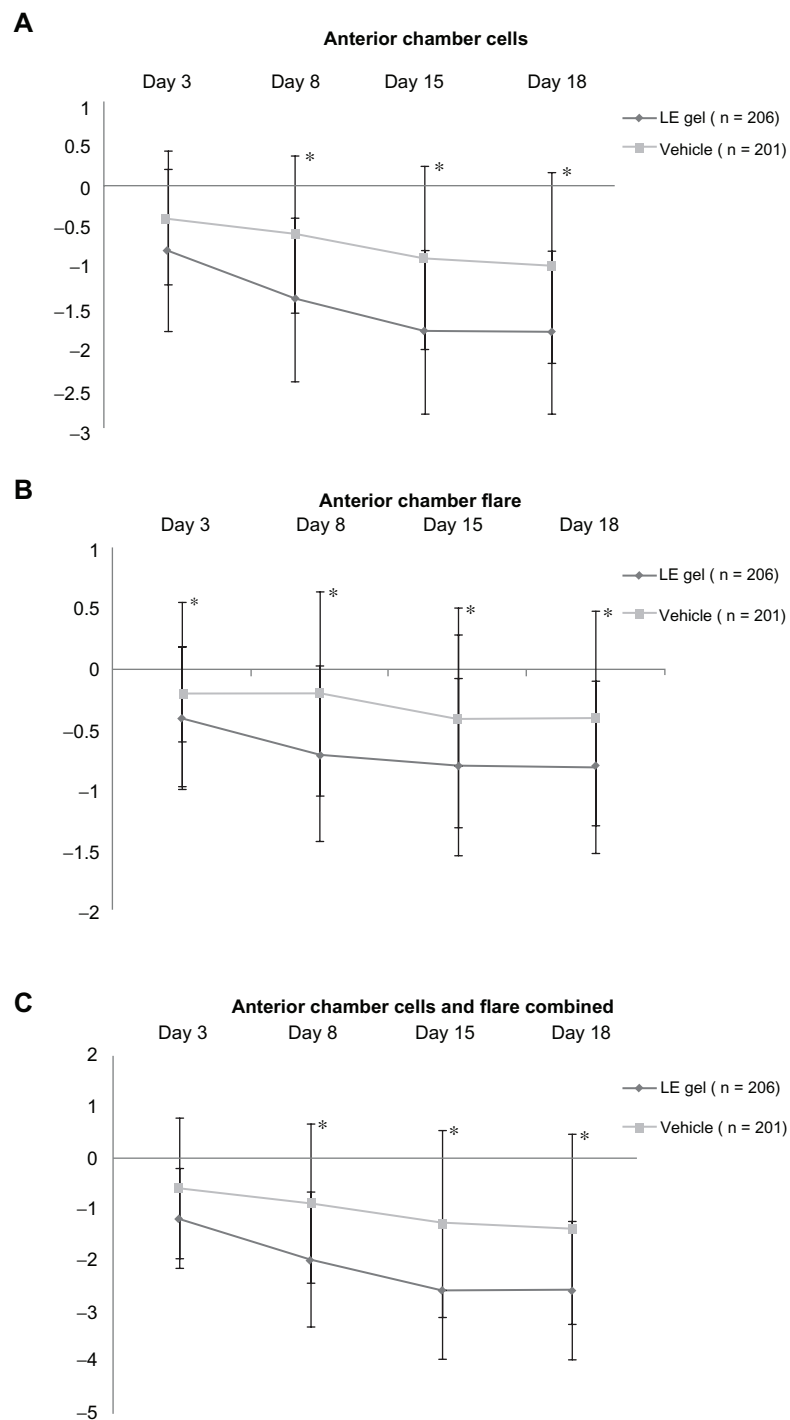 A
Anterior chamber cells
Day 3 Day 8 Day 15 Day 18
1
0.5
0
–0.5
–1
–1.5
–2
–2.5
–3
* * *
LE gel ( n = 206)
Vehicle ( n = 201)
B
Anterior chamber flare
Day 3 Day 8 Day 15 Day 18
1
0.5
0
–0.5
–1
–1.5
–2
* * * *
LE gel ( n = 206)
Vehicle ( n = 201)
C
Anterior chamber cells and flare combined
Day 3 Day 8 Day 15 Day 18
2
1
0
–1
–2
–3
–4
–5
* * *
LE gel ( n = 206)
Vehicle ( n = 201)